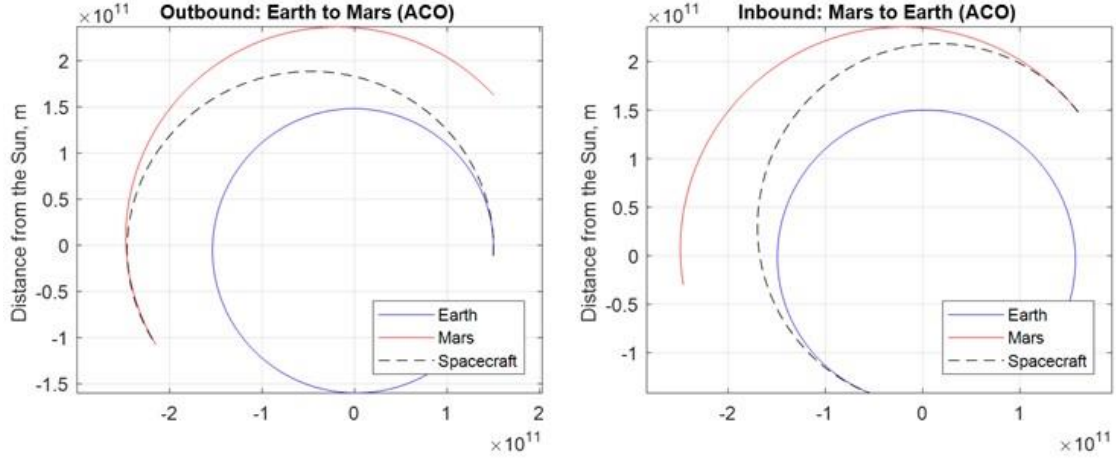 Outbound: Earth to Mars (ACO)
×10¹¹
Distance from the Sun, m
2
1.5
1
0.5
0
-0.5
-1
-1.5
-2
-1
0
1
2
×10¹¹
Earth
Mars
Spacecraft
Inbound: Mars to Earth (ACO)
×10¹¹
Distance from the Sun, m
2
1.5
1
0.5
0
-0.5
-1
-2
-1
0
1
×10¹¹
Earth
Mars
Spacecraft